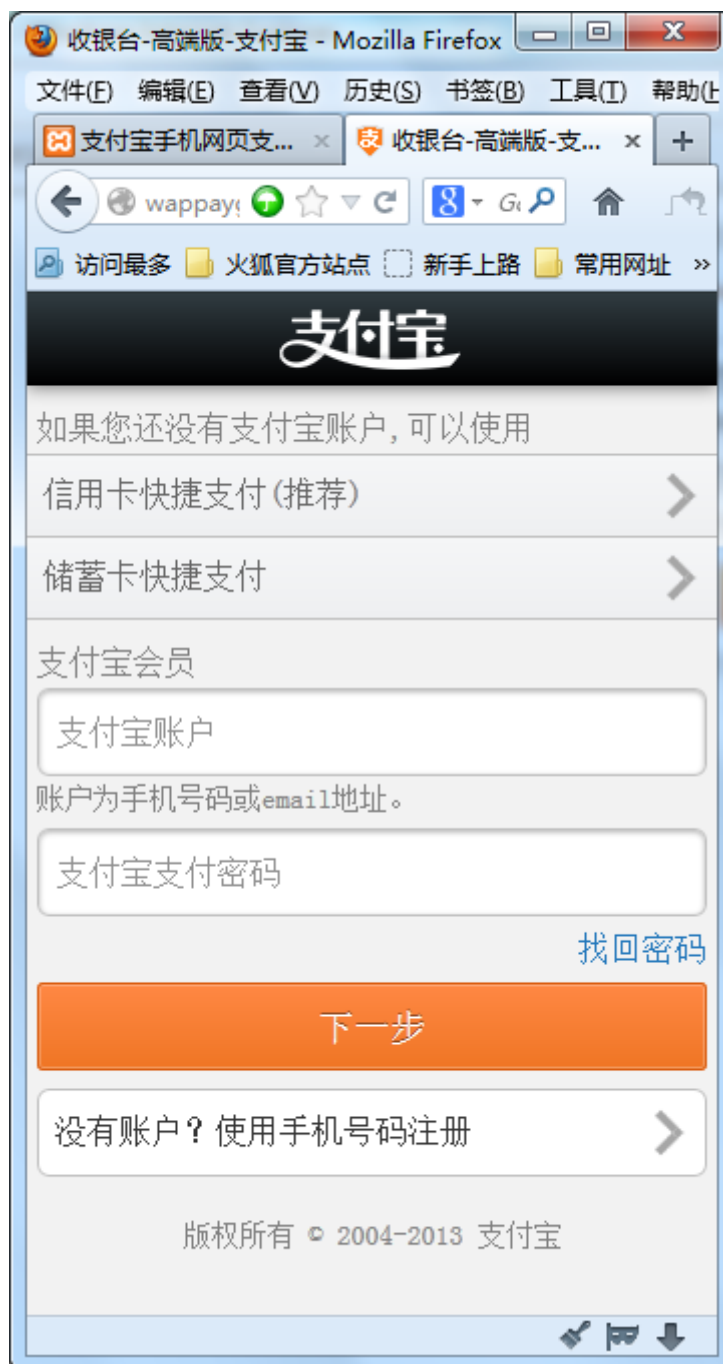 收银台-高端版-支付宝 - Mozilla Firefox
文件(F) 编辑(E) 查看(V) 历史(S) 书签(B) 工具(T) 帮助(H
支付宝手机网页支... 收银台-高端版-支...
wappay
访问最多 火狐官方站点 新手上路 常用网址 »
支付宝
如果您还没有支付宝账户,可以使用
信用卡快捷支付(推荐)
储蓄卡快捷支付
支付宝会员
支付宝账户
账户为手机号码或email地址。
支付宝支付密码
找回密码
下一步
没有账户？使用手机号码注册
版权所有 © 2004-2013 支付宝